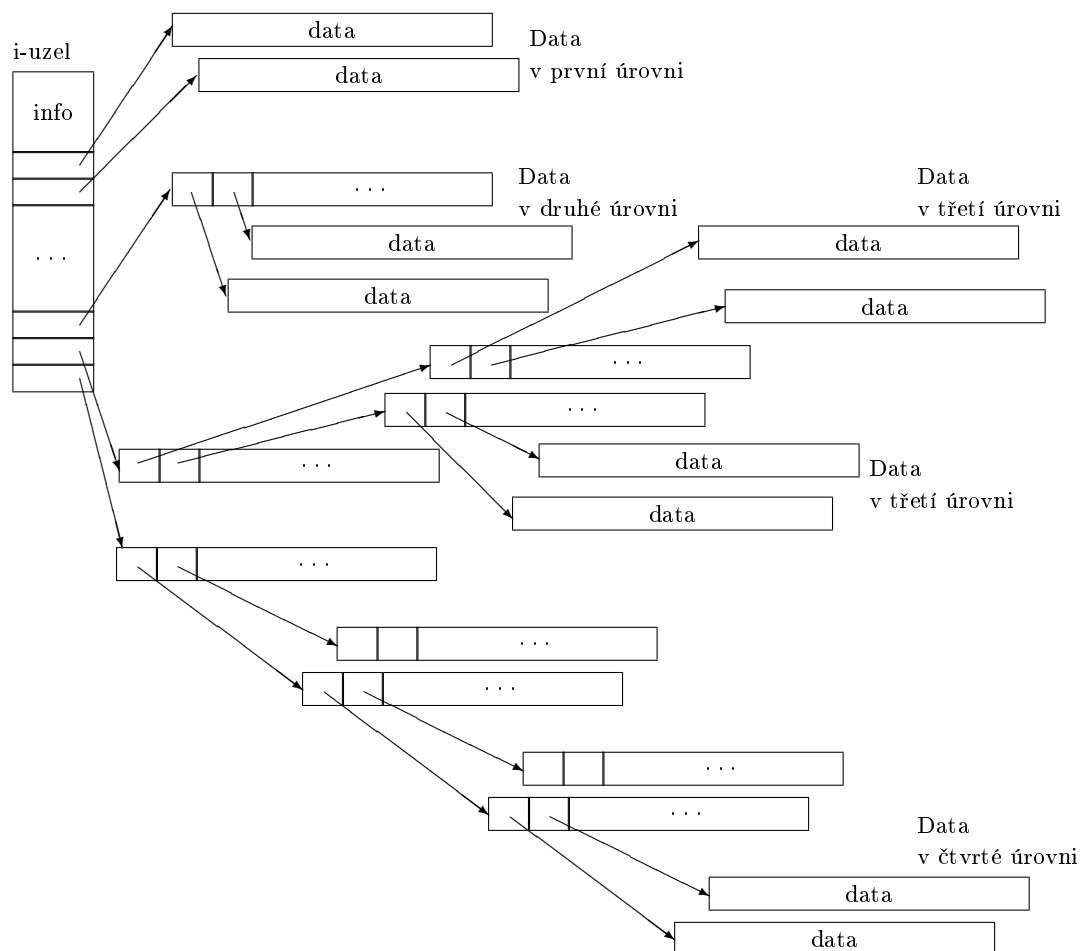 data
Data
i-uzel
v první úrovni
data
info
Data
Data
· · ·
v druhé úrovni
v třetí úrovni
data
data
· · ·
data
data
· · ·
· · ·
data
· · ·
Data
v třetí úrovni
data
· · ·
· · ·
· · ·
· · ·
· · ·
Data
v čtvrté úrovni
data
data